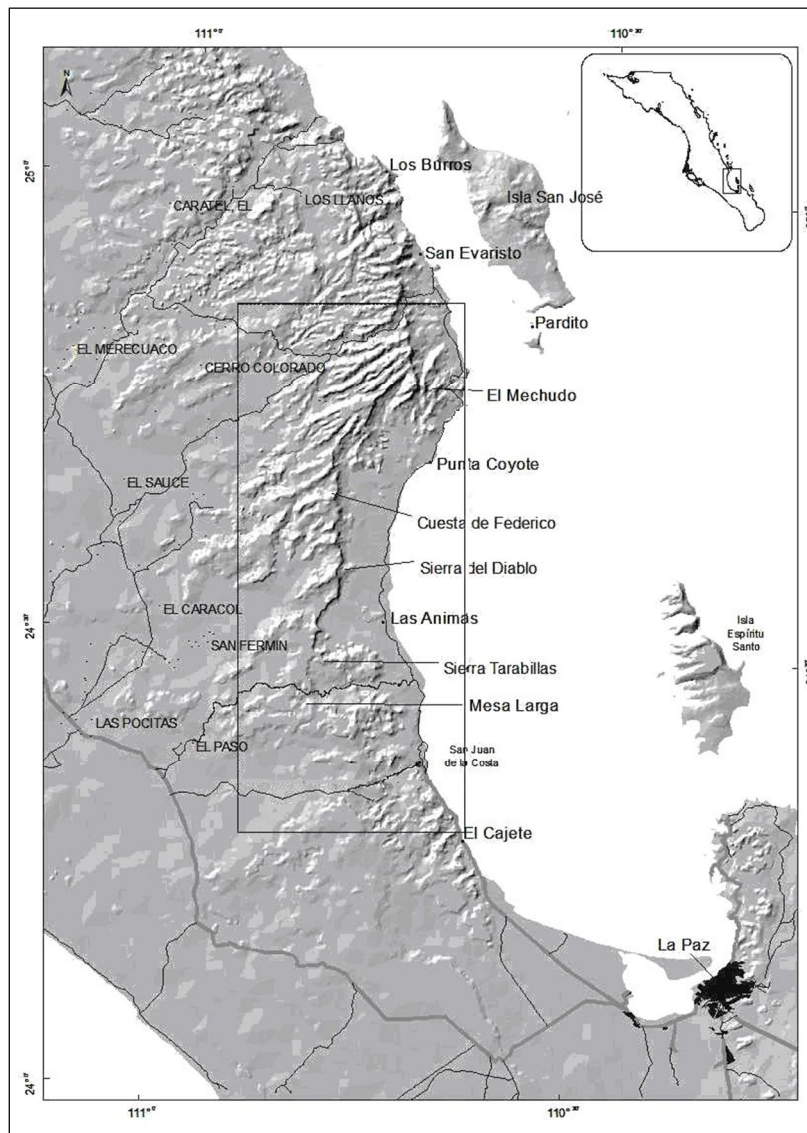 111°0'
110°30'
N
25°0'
Los Burros
Isla San José
CARATEL, EL
LOS LLANOS
San Evaristo
Pardito
EL MERECUACO
CERRO COLORADO
El Mechudo
Punta Coyote
EL SAUCE
Cuesta de Federico
Sierra del Diablo
EL CARACOL
Las Animas
Isla
Espíritu
Santo
SAN FERMIN
Sierra Tarabillas
24°30'
Mesa Larga
LAS POCITAS
EL PASO
San Juan
de la Costa
El Cajete
La Paz
24°0'
111°0'
110°30'